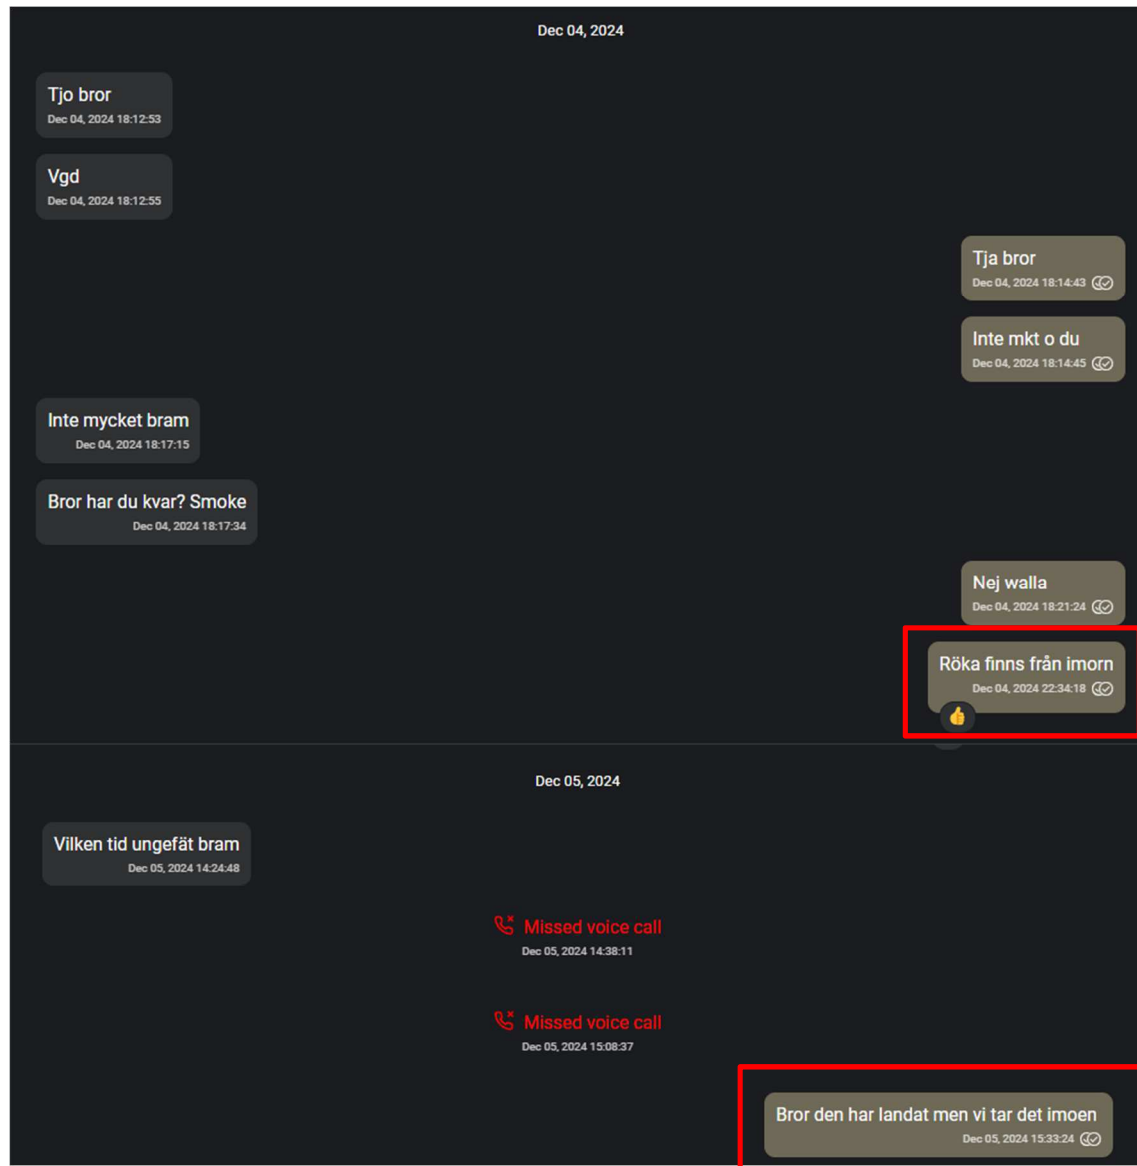 Dec 04, 2024
Tjo bror
Dec 04, 2024 18:12:53
Vgd
Dec 04, 2024 18:12:55
Tja bror
Dec 04, 2024 18:14:43
Inte mkt o du
Dec 04, 2024 18:14:45
Inte mycket bram
Dec 04, 2024 18:17:15
Bror har du kvar? Smoke
Dec 04, 2024 18:17:34
Nej walla
Dec 04, 2024 18:21:24
Röka finns från imorn
Dec 04, 2024 22:34:18
Dec 05, 2024
Vilken tid ungefät bram
Dec 05, 2024 14:24:48
Missed voice call
Dec 05, 2024 14:38:11
Missed voice call
Dec 05, 2024 15:08:37
Bror den har landat men vi tar det imoen
Dec 05, 2024 15:33:24